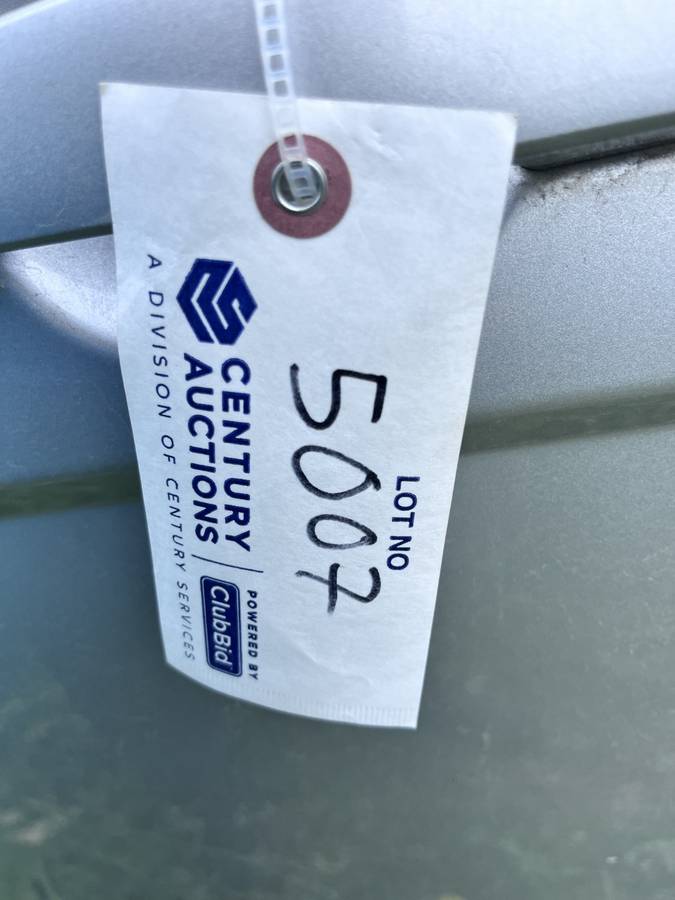 LOT NO
5007
CENTURY
AUCTIONS
POWERED BY
ClubBid
A DIVISION OF CENTURY SERVICES